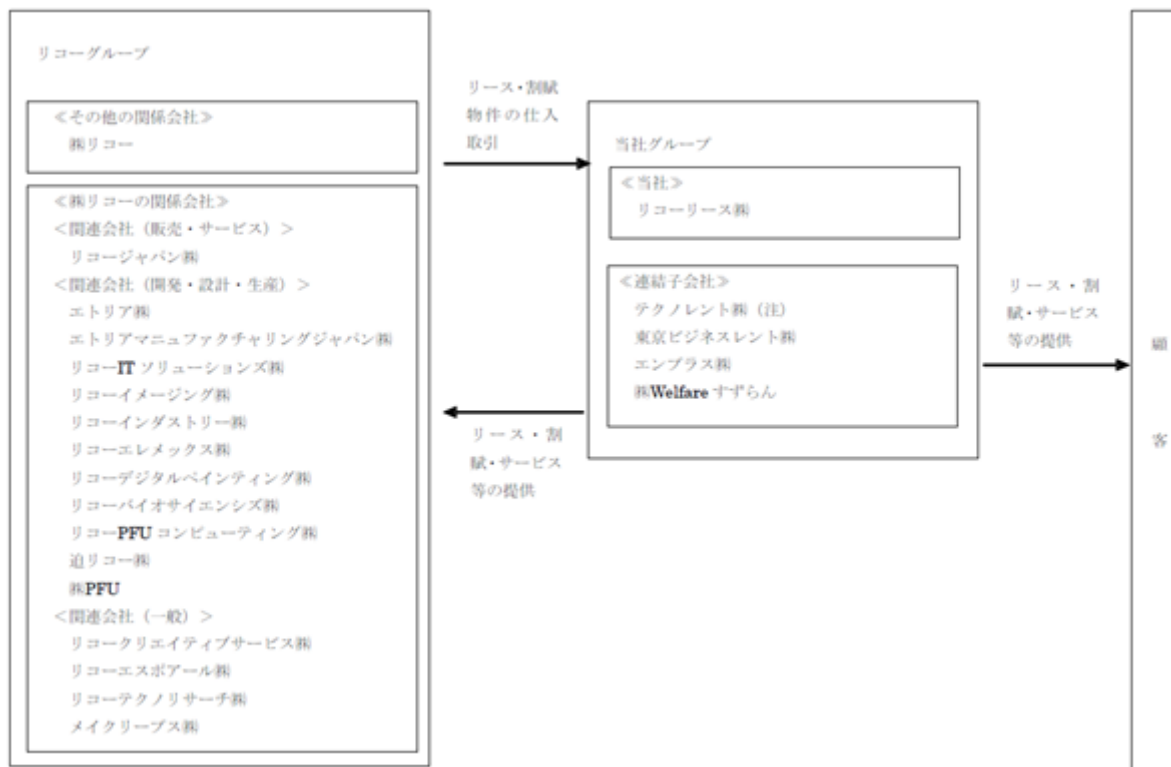 リコーグループ
≪その他の関係会社≫
㈱リコー
≪㈱リコーの関係会社≫
＜関連会社（販売・サービス）＞
リコージャパン㈱
＜関連会社（開発・設計・生産）＞
エトリア㈱
エトリアマニュファクチャリングジャパン㈱
リコーIT ソリューションズ㈱
リコーイメージング㈱
リコーインダストリー㈱
リコーエレメックス㈱
リコーデジタルペインティング㈱
リコーバイオサイエンシズ㈱
リコーPFU コンピューティング㈱
迫リコー㈱
㈱PFU
＜関連会社（一般）＞
リコークリエイティブサービス㈱
リコーエスポアール㈱
リコーテクノリサーチ㈱
メイクリープス㈱
リース・割賦
物件の仕入
取引
リース・割
賦・サービス
等の提供
当社グループ
≪当社≫
リコーリース㈱
≪連結子会社≫
テクノレント㈱（注）
東京ビジネスレント㈱
エンプラス㈱
㈱Welfare すずらん
リース・割
賦・サービス
等の提供
顧
客